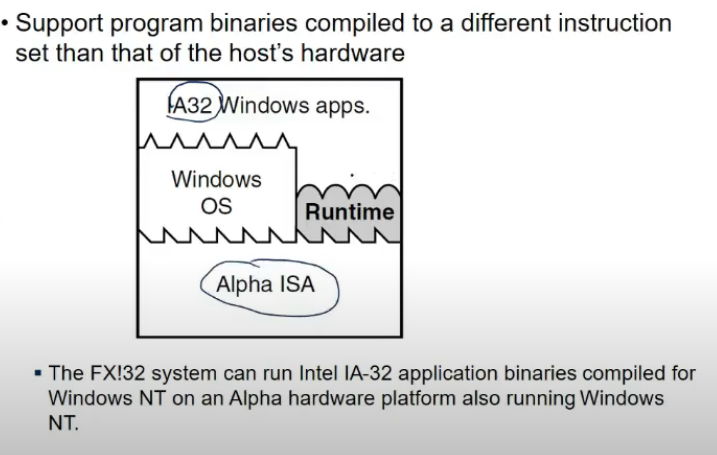 • Support program binaries compiled to a different instruction
set than that of the host's hardware
IA32 Windows apps.
Windows
OS
Runtime
Alpha ISA
▪ The FX!32 system can run Intel IA-32 application binaries compiled for
Windows NT on an Alpha hardware platform also running Windows
NT.